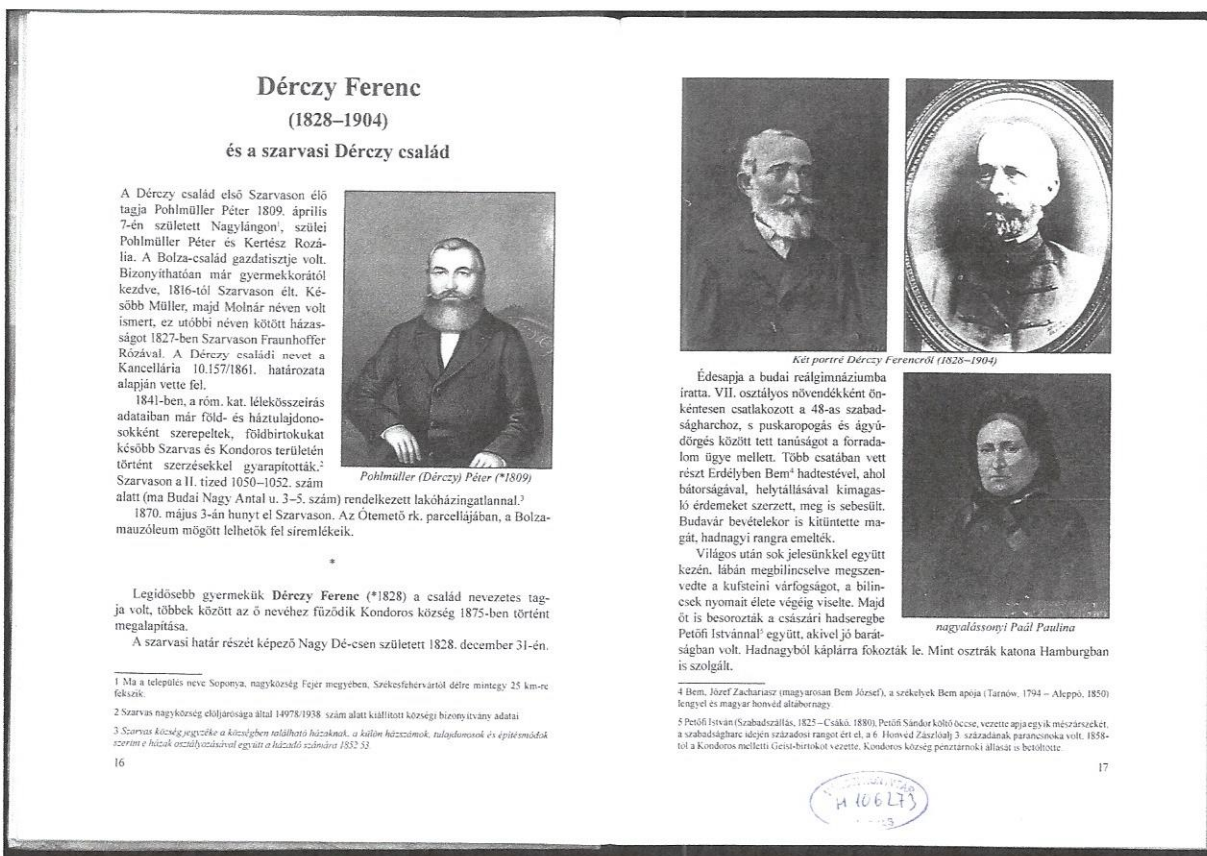 Dérczy Ferenc
(1828–1904)
és a szarvasi Dérczy család
A Dérczy család első Szarvason élő
tagja Pohlmüller Péter 1809. április
7-én született Nagylángon¹, szülei
Pohlmüller Péter és Kertész Rozá-
lia. A Bolza-család gazdatisztje volt.
Bizonyíthatóan már gyermekkorától
kezdve, 1816-tól Szarvason élt. Ké-
sőbb Müller, majd Molnár néven volt
ismert, ez utóbbi néven kötött házas-
ságot 1827-ben Szarvason Fraunhoffer
Rózával. A Dérczy családi nevet a
Kancellária 10.157/1861. határozata
alapján vette fel.
1841-ben, a róm. kat. lélekösszeírás
adataiban már föld- és háztulajdono-
sokként szerepeltek, földbirtokukat
később Szarvas és Kondoros területén
történt szerzésekkel gyarapították.²
Szarvason a II. tized 1050–1052. szám
alatt (ma Budai Nagy Antal u. 3–5. szám) rendelkezett lakóházingatlannal.³
Pohlmüller (Dérczy) Péter (*1809)
1870. május 3-án hunyt el Szarvason. Az Ótemető rk. parcellájában, a Bolza-
mauzóleum mögött lelhetők fel síremlékeik.
*
Legidősebb gyermekük Dérczy Ferenc (*1828) a család nevezetes tag-
ja volt, többek között az ő nevéhez fűződik Kondoros község 1875-ben történt
megalapítása.
A szarvasi határ részét képező Nagy Dé-csen született 1828. december 31-én.
1 Ma a település neve Soponya, nagyközség Fejér megyében, Székesfehérvártól délre mintegy 25 km-re
fekszik.
2 Szarvas nagyközség elöljárósága által 14978/1938 szám alatt kiállított községi bizonyítvány adatai
3 Szarvas község jegyzéke a községben található házaknak, a külön házszámok, tulajdonosok és építésmódok
szerint e házak osztályozásával együtt a házadó számára 1852 53.
16
Két portré Dérczy Ferencről (1828–1904)
Édesapja a budai reálgimnáziumba
íratta. VII. osztályos növendékként ön-
kéntesen csatlakozott a 48-as szabad-
ságharchoz, s puskaropogás és ágyú-
dörgés között tett tanúságot a forrada-
lom ügye mellett. Több csatában vett
részt Erdélyben Bem⁴ hadtestével, ahol
bátorságával, helytállásával kimagas-
ló érdemeket szerzett, meg is sebesült.
Budavár bevételekor is kitüntette ma-
gát, hadnagyi rangra emelték.
Világos után sok jelesünkkel együtt
kezén, lábán megbilincselve megszen-
vedte a kufsteini várfogságot, a bilin-
csek nyomait élete végéig viselte. Majd
őt is besorozták a császári hadseregbe
Petőfi Istvánnal⁵ együtt, akivel jó barát-
ságban volt. Hadnagyból káplárra fokozták le. Mint osztrák katona Hamburgban
is szolgált.
nagyalássonyi Paál Paulina
4 Bem, Józef Zachariasz (magyarosan Bem József), a székelyek Bem apója (Tarnów, 1794 – Aleppó, 1850)
lengyel és magyar honvéd altábornagy.
5 Petőfi István (Szabadszállás, 1825 – Csákó, 1880), Petőfi Sándor költő öccse, vezette apja egyik mészárszékét,
a szabadságharc idején századosi rangot ért el, a 6. Honvéd Zászlóalj 3. századának parancsnoka volt. 1858-
tól a Kondoros melletti Geist-birtokot vezette. Kondoros község pénztárnoki állását is betöltötte.
17
M 106273